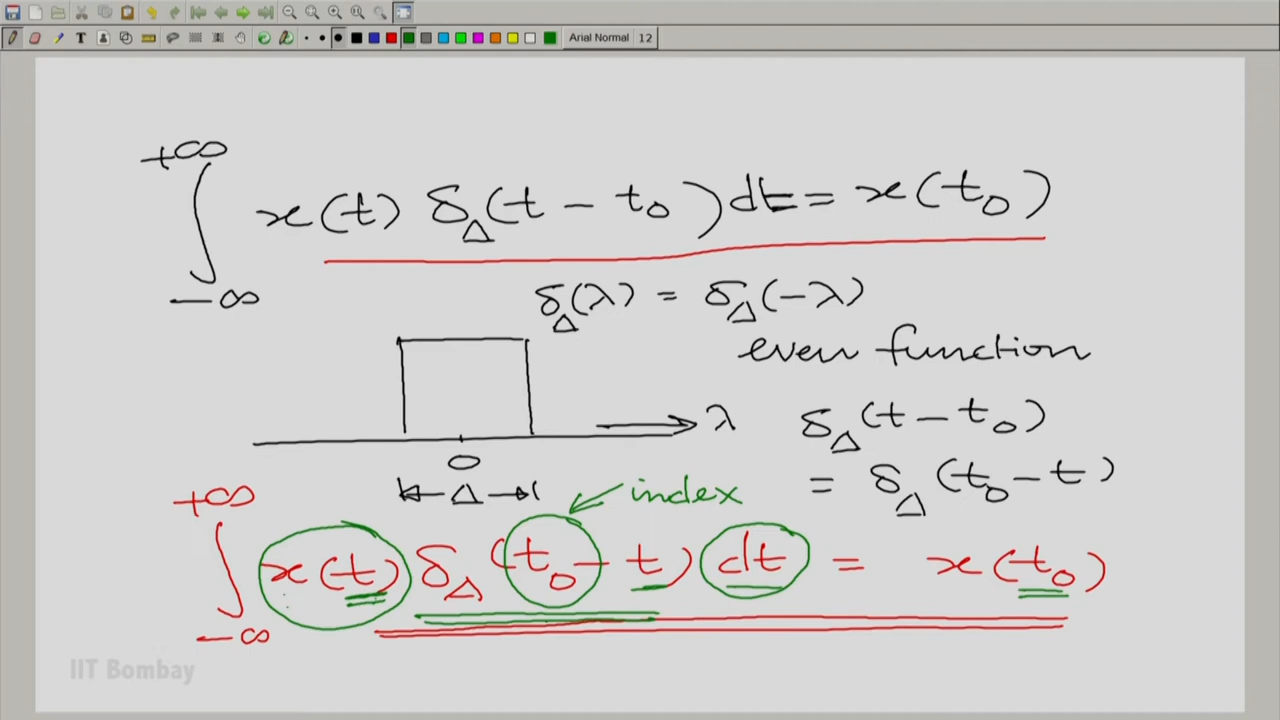 Arial Normal 12
+∞
∫ x(t) δ_Δ(t − t₀)dt = x(t₀)
−∞
δ_Δ(λ) = δ_Δ(−λ)
even function
λ
0
Δ
δ_Δ(t − t₀)
= δ_Δ(t₀ − t)
index
+∞
∫ x(t) δ_Δ(t₀ − t) dt = x(t₀)
−∞
IIT Bombay